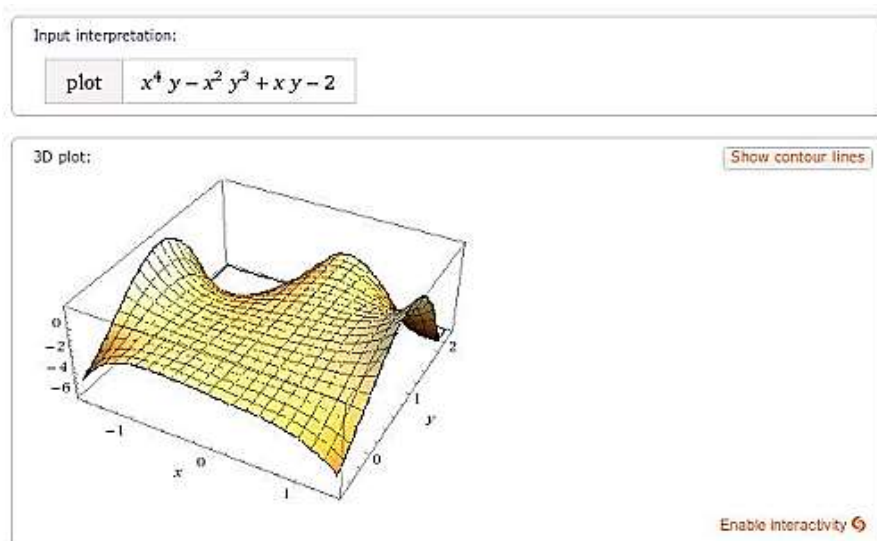 Input interpretation:
plot x⁴ y – x² y³ + x y – 2
3D plot:
Show contour lines
0
−2
−4
−6
−1
0
1
x
0
1
2
y
Enable interactivity